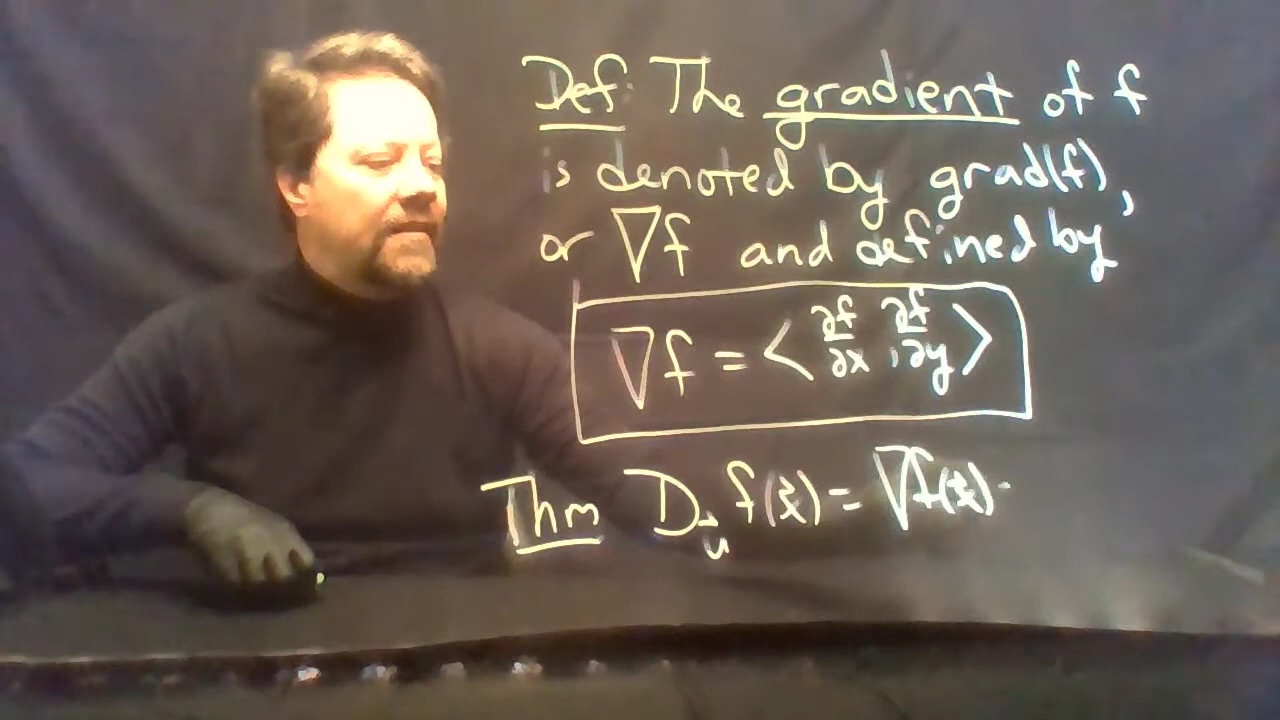 Def: The gradient of f
is denoted by grad(f),
or ∇f and defined by
∇f = < ∂f/∂x , ∂f/∂y >
Thm D_u⃗ f(x⃗) = ∇f(x⃗) ·